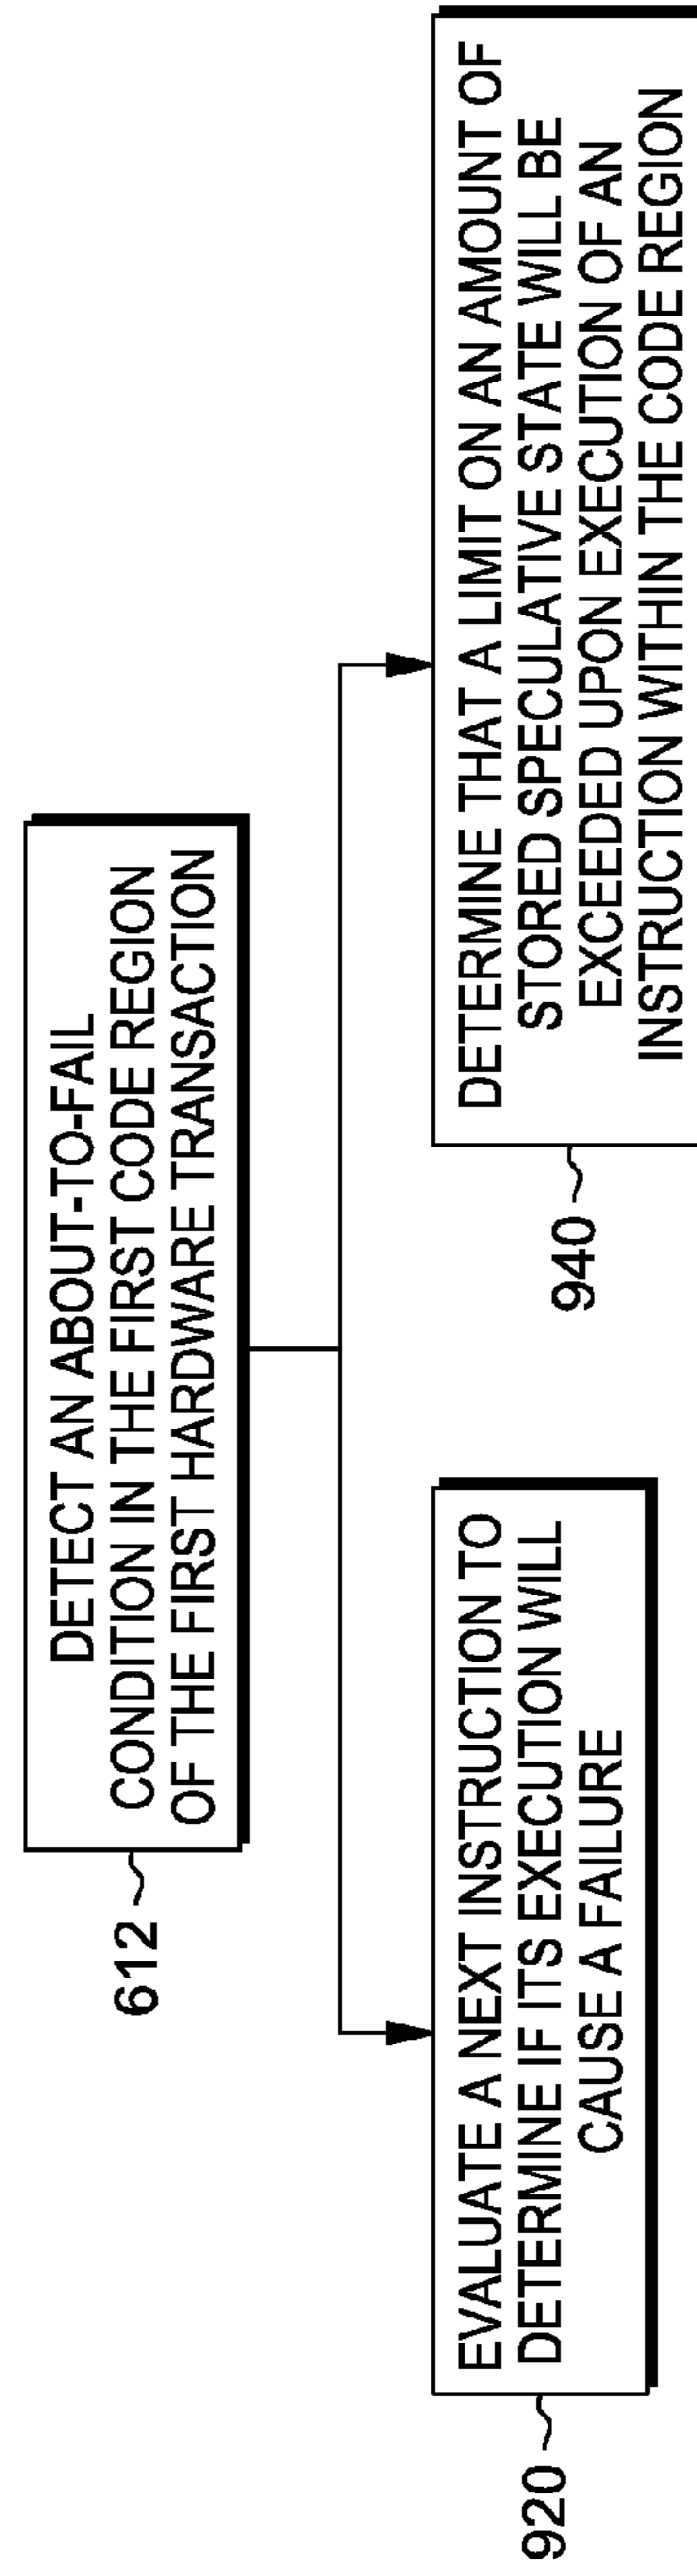 DETECT AN ABOUT-TO-FAIL
CONDITION IN THE FIRST CODE REGION
OF THE FIRST HARDWARE TRANSACTION
612
EVALUATE A NEXT INSTRUCTION TO
DETERMINE IF ITS EXECUTION WILL
CAUSE A FAILURE
920
DETERMINE THAT A LIMIT ON AN AMOUNT OF
STORED SPECULATIVE STATE WILL BE
EXCEEDED UPON EXECUTION OF AN
INSTRUCTION WITHIN THE CODE REGION
940